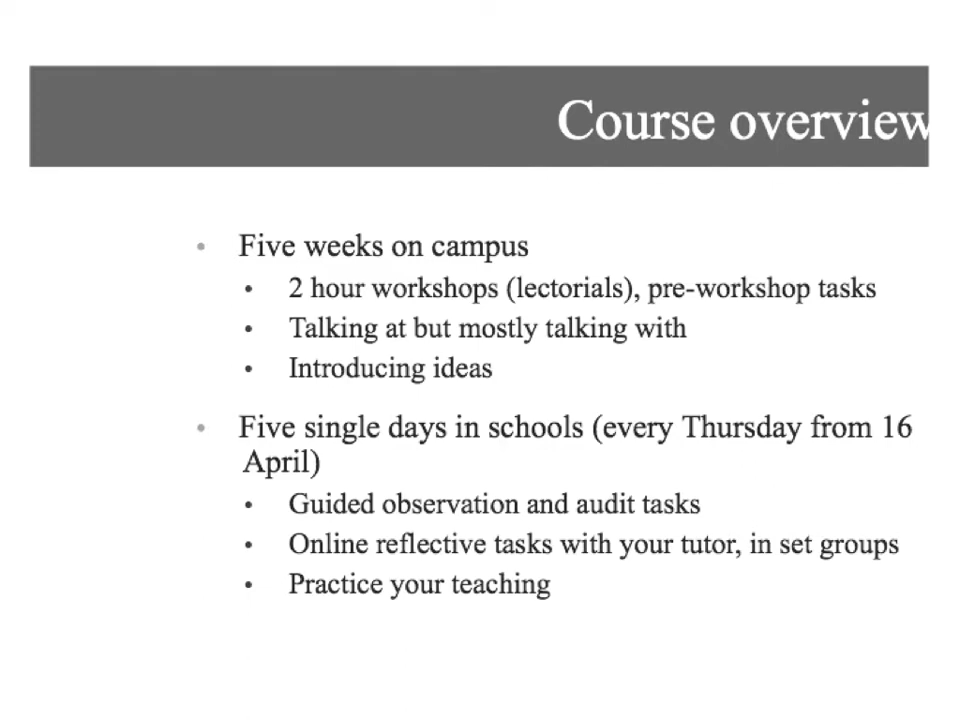 Course overview
• Five weeks on campus
• 2 hour workshops (lectorials), pre-workshop tasks
• Talking at but mostly talking with
• Introducing ideas
• Five single days in schools (every Thursday from 16
April)
• Guided observation and audit tasks
• Online reflective tasks with your tutor, in set groups
• Practice your teaching